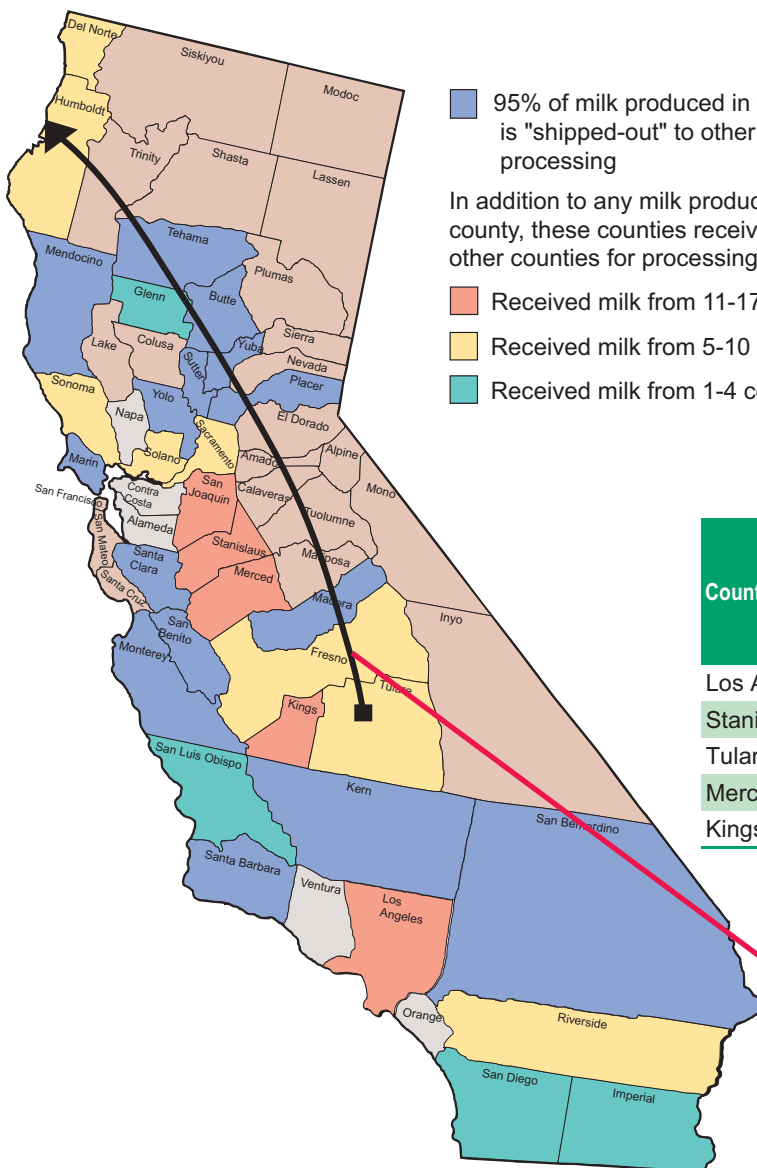 Del Norte
Siskiyou
Modoc
Humboldt
Trinity
Shasta
Lassen
Mendocino
Tehama
Plumas
Glenn
Butte
Lake
Colusa
Sutter
Yuba
Sierra
Nevada
Placer
Sonoma
Napa
Yolo
Solano
Sacramento
El Dorado
Amado
Alpine
Marin
San Francisco
Contra
Costa
Alameda
San
Joaquin
Calaveras
Tuolumne
Mono
San Mateo
Santa
Clara
Santa Cruz
Stanislaus
Merced
Mariposa
Madera
San
Benito
Monterey
Fresno
Inyo
Kings
Tulare
San Luis Obispo
Kern
San Bernardino
Santa Barbara
Ventura
Los
Angeles
Orange
Riverside
San Diego
Imperial
95% of milk produced in
is "shipped-out" to other
processing
In addition to any milk produc
county, these counties receiv
other counties for processing
Received milk from 11-17
Received milk from 5-10
Received milk from 1-4 c
Count
Los A
Stani
Tular
Merc
Kings